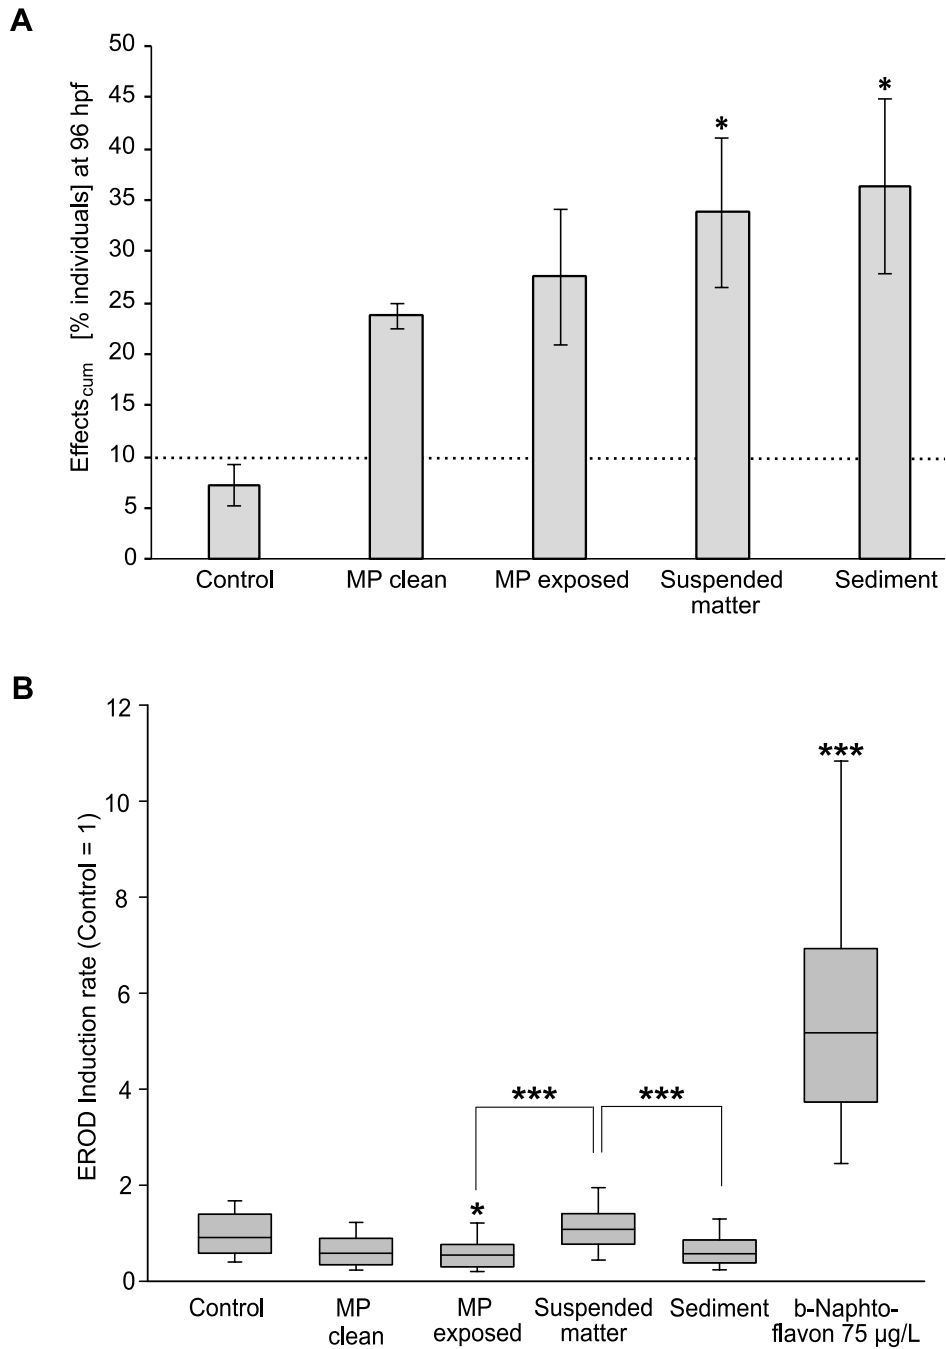 A
50
45
40
35
30
25
20
15
10
5
0
Effects_cum [% individuals] at 96 hpf
*
*
Control
MP clean
MP exposed
Suspended
matter
Sediment
B
12
10
8
6
4
2
0
EROD Induction rate (Control = 1)
***
***
***
*
Control
MP
clean
MP
exposed
Suspended
matter
Sediment
b-Naphto-
flavon 75 µg/L